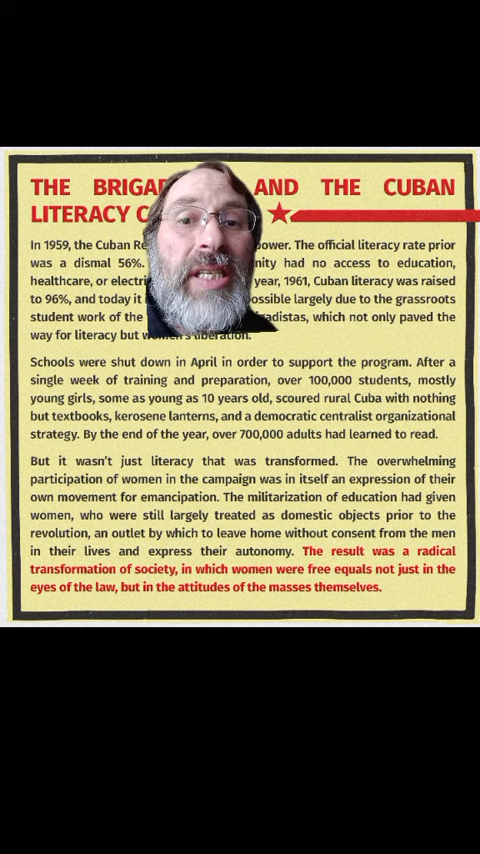 THE BRIGAD AND THE CUBAN
LITERACY C
In 1959, the Cuban Re power. The official literacy rate prior
was a dismal 56%. nity had no access to education,
healthcare, or electri year, 1961, Cuban literacy was raised
to 96%, and today it possible largely due to the grassroots
student work of the adistas, which not only paved the
way for literacy but women's liberation.
Schools were shut down in April in order to support the program. After a
single week of training and preparation, over 100,000 students, mostly
young girls, some as young as 10 years old, scoured rural Cuba with nothing
but textbooks, kerosene lanterns, and a democratic centralist organizational
strategy. By the end of the year, over 700,000 adults had learned to read.
But it wasn't just literacy that was transformed. The overwhelming
participation of women in the campaign was in itself an expression of their
own movement for emancipation. The militarization of education had given
women, who were still largely treated as domestic objects prior to the
revolution, an outlet by which to leave home without consent from the men
in their lives and express their autonomy. The result was a radical
transformation of society, in which women were free equals not just in the
eyes of the law, but in the attitudes of the masses themselves.